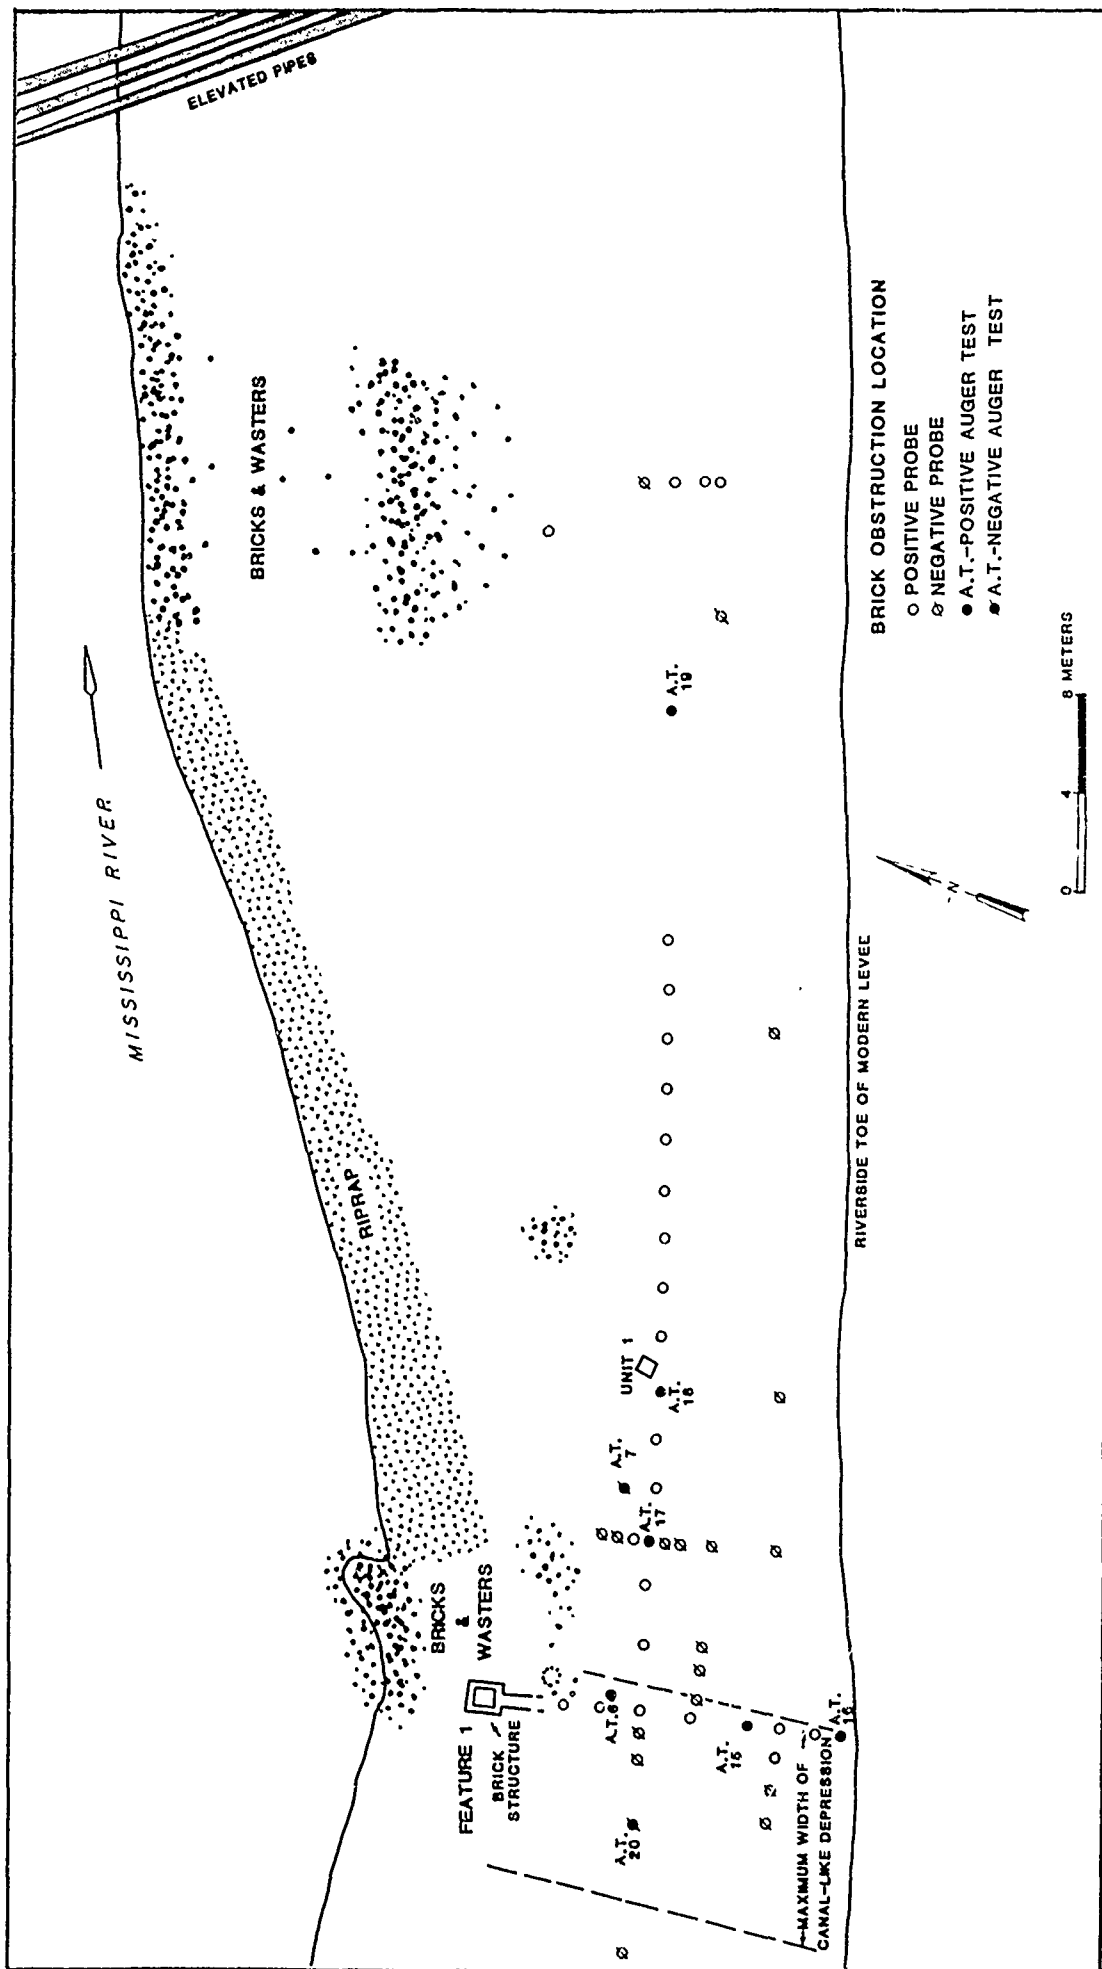 ELEVATED PIPES
MISSISSIPPI RIVER
BRICKS & WASTERS
RIPRAP
BRICKS
&
WASTERS
FEATURE 1
BRICK
STRUCTURE
UNIT 1
A.T.
19
A.T.
18
A.T.
7
A.T.
17
A.T.6
A.T.
15
A.T.
16
A.T.
20
MAXIMUM WIDTH OF
CANAL-LIKE DEPRESSION
RIVERSIDE TOE OF MODERN LEVEE
BRICK OBSTRUCTION LOCATION
POSITIVE PROBE
NEGATIVE PROBE
A.T.-POSITIVE AUGER TEST
A.T.-NEGATIVE AUGER TEST
N
0 4 8 METERS